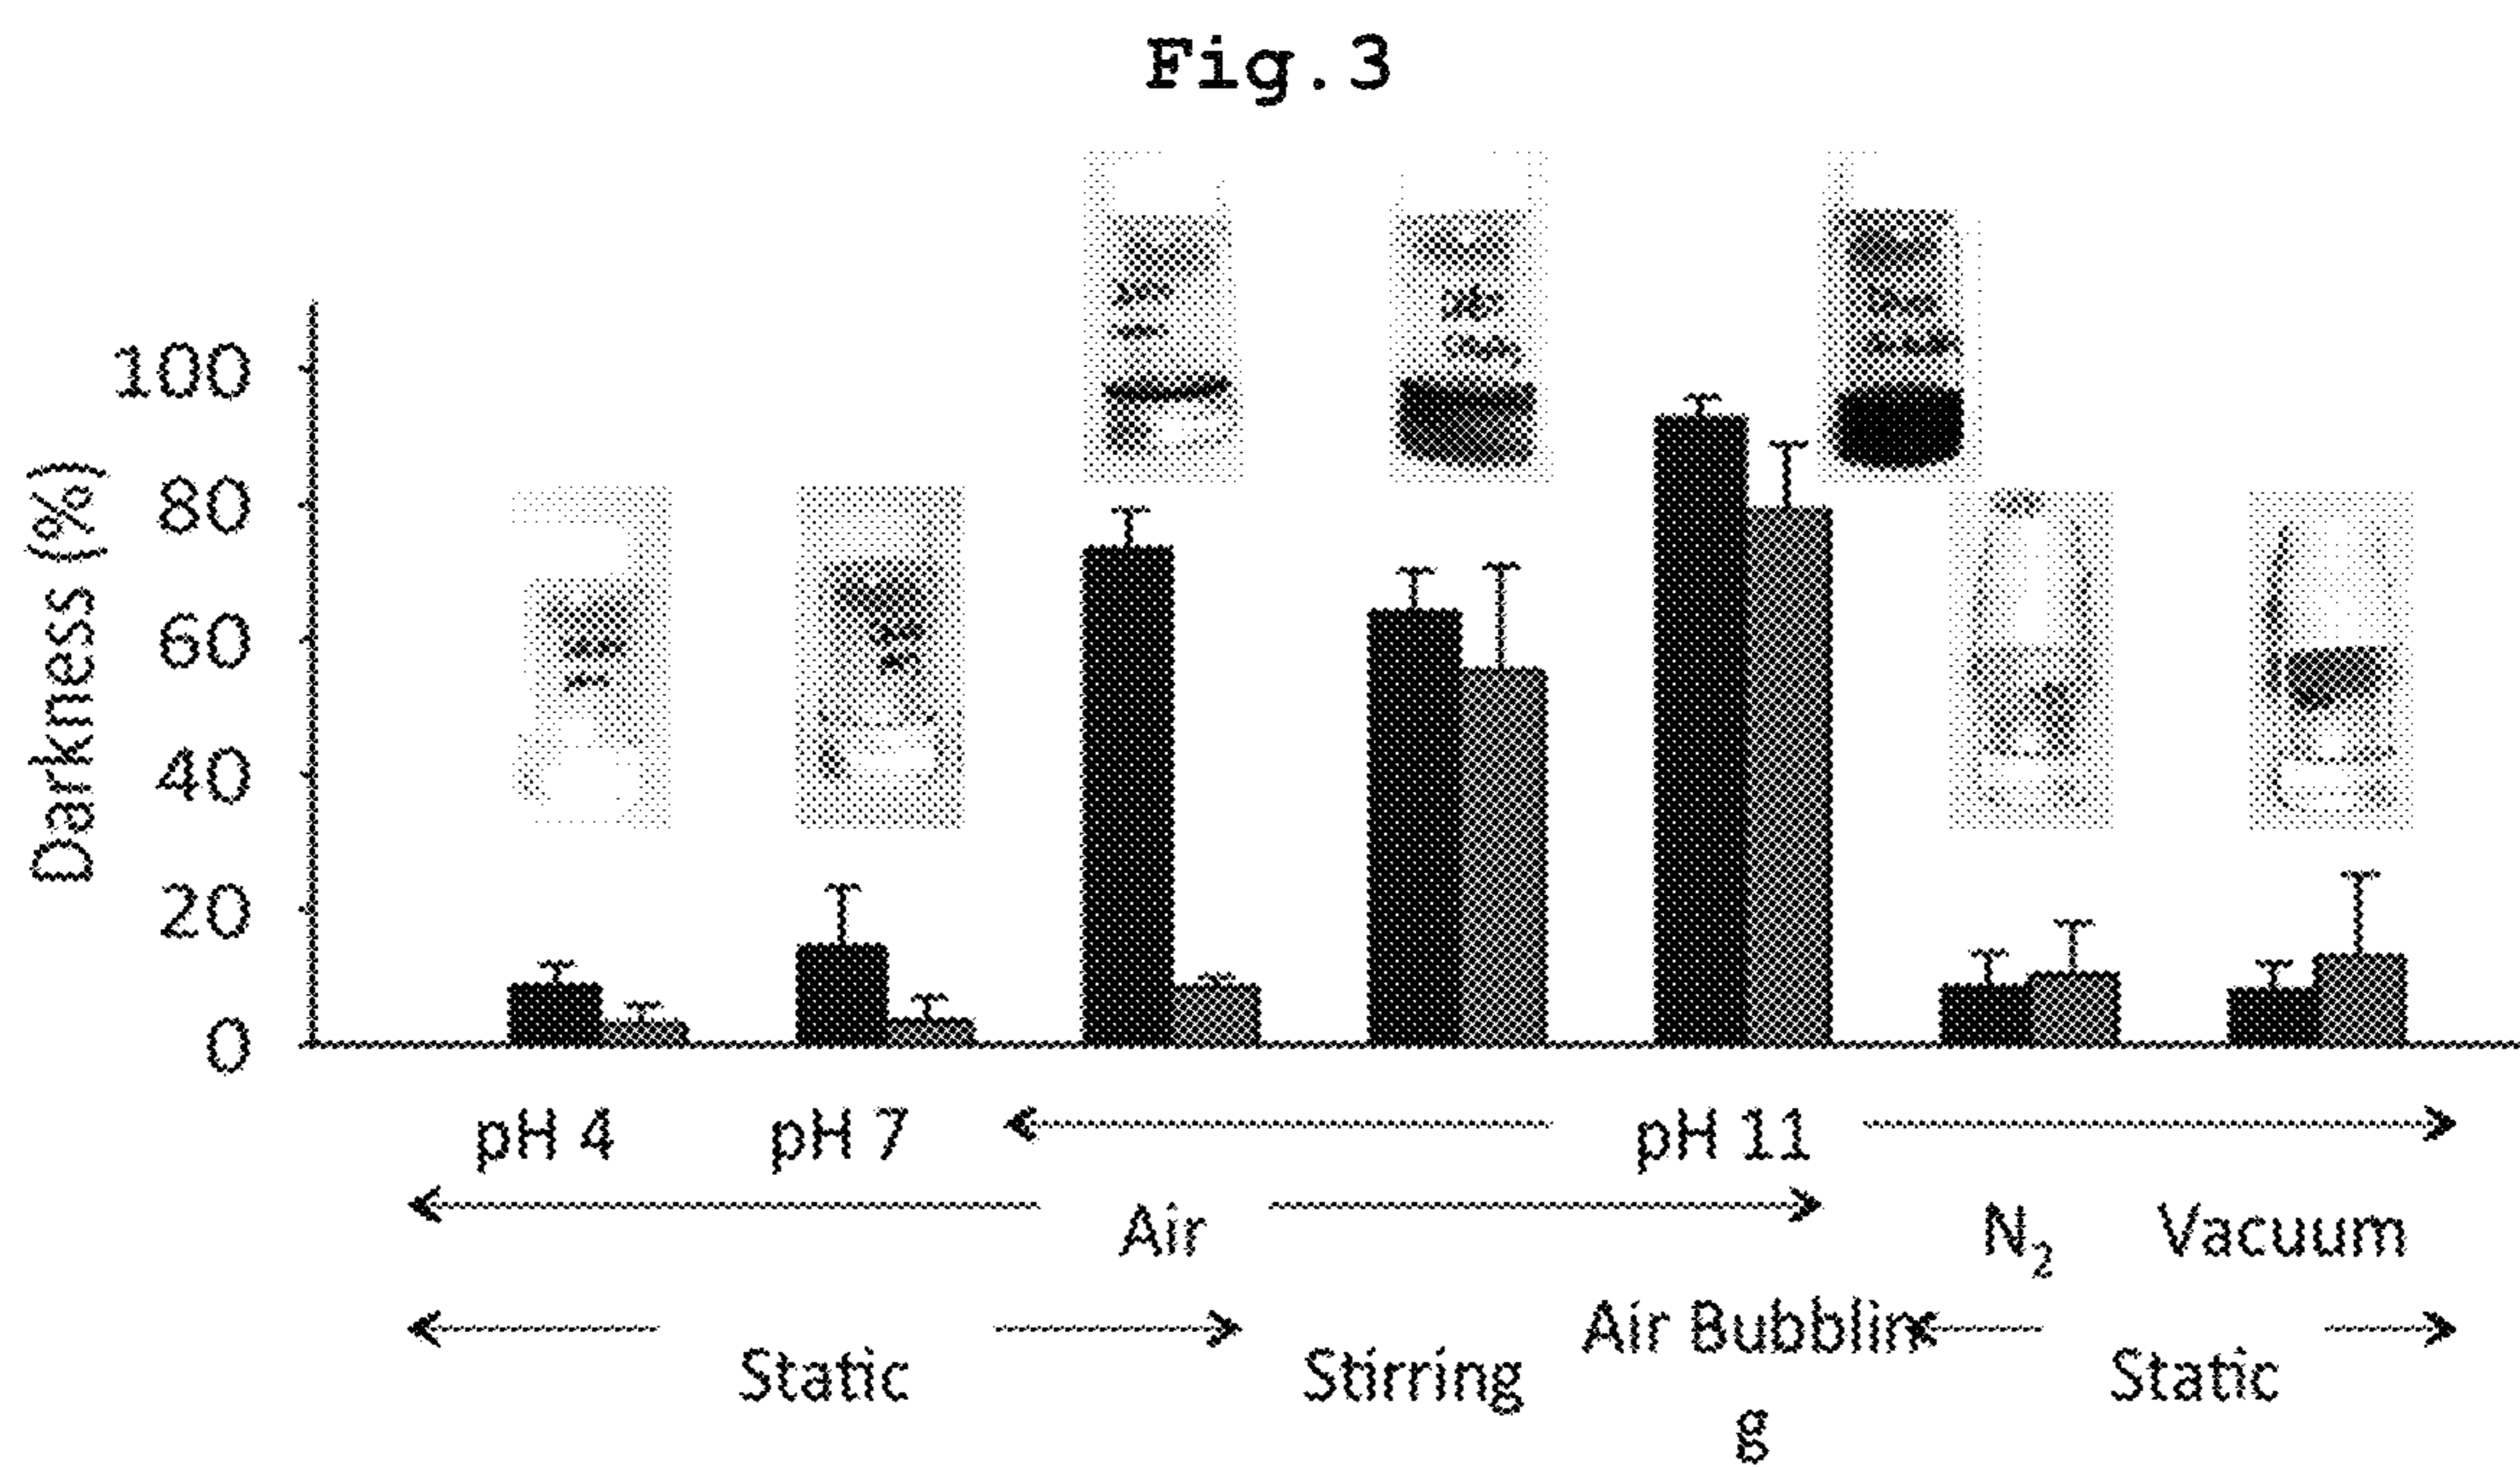 Fig.3
Darkness (%)
100
80
60
40
20
0
pH 4 pH 7 pH 11
Air N2 Vacuum
Air Bubblin
Static Stirring Static
g